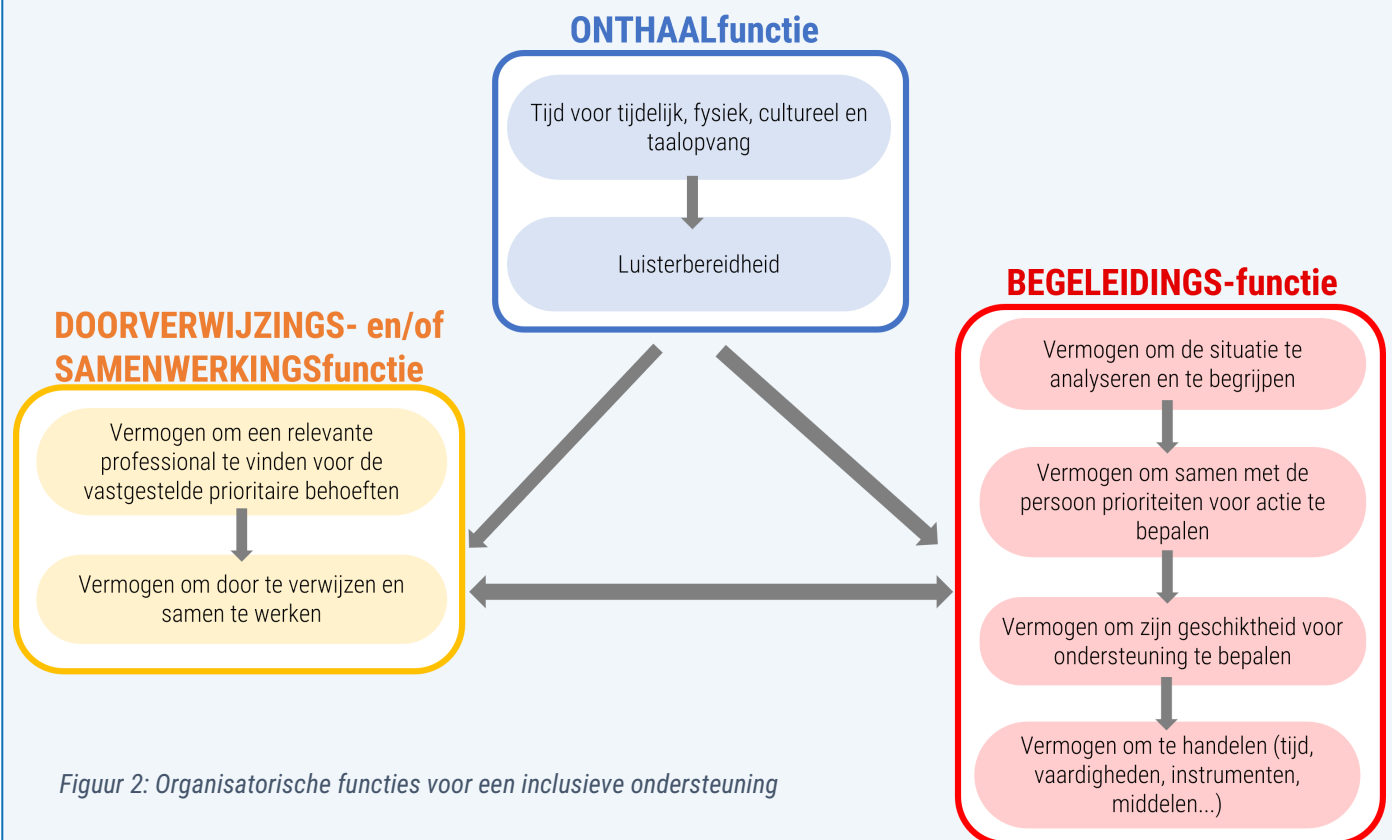 ONTHAALfunctie
Tijd voor tijdelijk, fysiek, cultureel en
taalopvang
Luisterbereidheid
DOORVERWIJZINGS- en/of
SAMENWERKINGSfunctie
Vermogen om een relevante
professional te vinden voor de
vastgestelde prioritaire behoeften
Vermogen om door te verwijzen en
samen te werken
BEGELEIDINGS-functie
Vermogen om de situatie te
analyseren en te begrijpen
Vermogen om samen met de
persoon prioriteiten voor actie te
bepalen
Vermogen om zijn geschiktheid voor
ondersteuning te bepalen
Vermogen om te handelen (tijd,
vaardigheden, instrumenten,
middelen...)
Figuur 2: Organisatorische functies voor een inclusieve ondersteuning